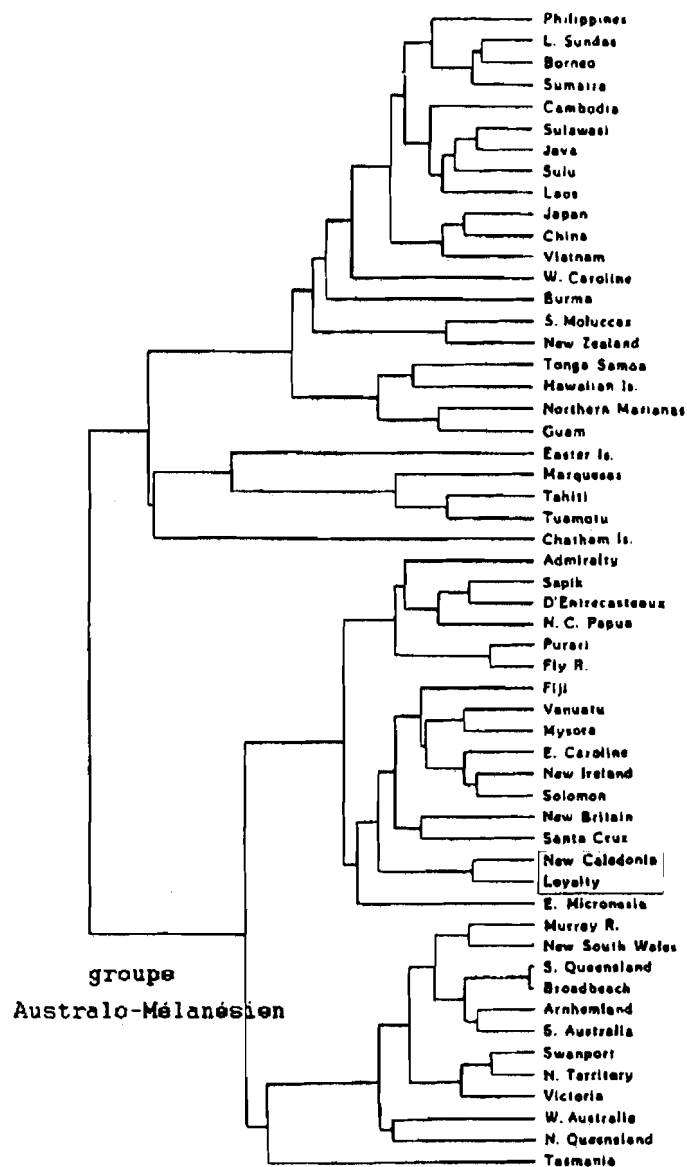 Philippines
L. Sundas
Borneo
Sumatra
Cambodia
Sulawasi
Java
Sulu
Laos
Japan
China
Vietnam
W. Caroline
Burma
S. Moluccas
New Zealand
Tonga Samoa
Hawaiian Is.
Northern Marianas
Guam
Easter Is.
Marquesas
Tahiti
Tuamotu
Chatham Is.
Admiralty
Sepik
D'Entrecasteaux
N. C. Papua
Purari
Fly R.
Fiji
Vanuatu
Mysora
E. Caroline
New Ireland
Solomon
New Britain
Santa Cruz
New Caledonia
Loyalty
E. Micronesia
Murray R.
New South Wales
S. Queensland
Broadbeach
Arnhemland
S. Australia
Swanport
N. Territory
Victoria
W. Australia
N. Queensland
Tasmania
groupe
Australo-Mélanésien